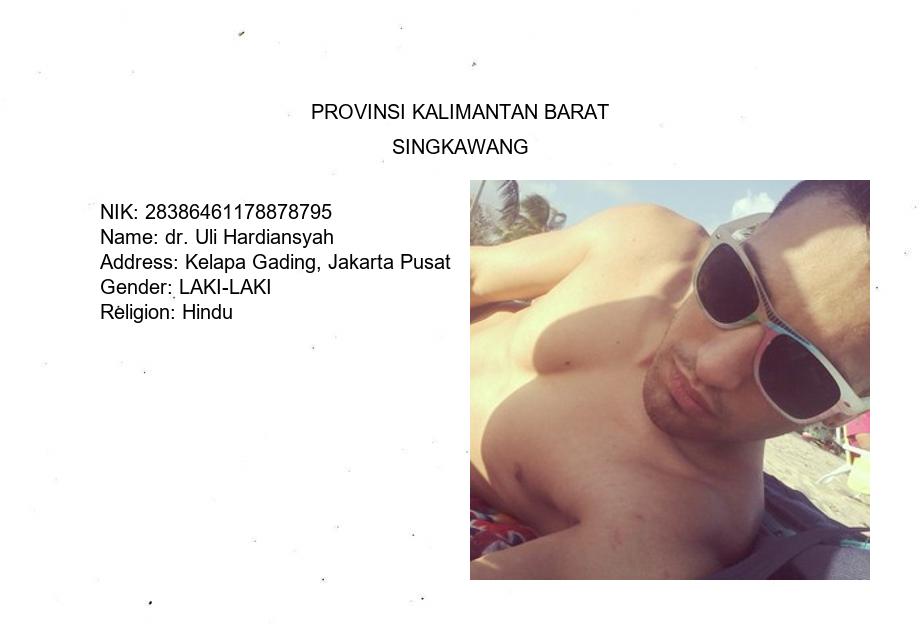 PROVINSI KALIMANTAN BARAT
SINGKAWANG
NIK: 28386461178878795
Name: dr. Uli Hardiansyah
Address: Kelapa Gading, Jakarta Pusat
Gender: LAKI-LAKI
Religion: Hindu